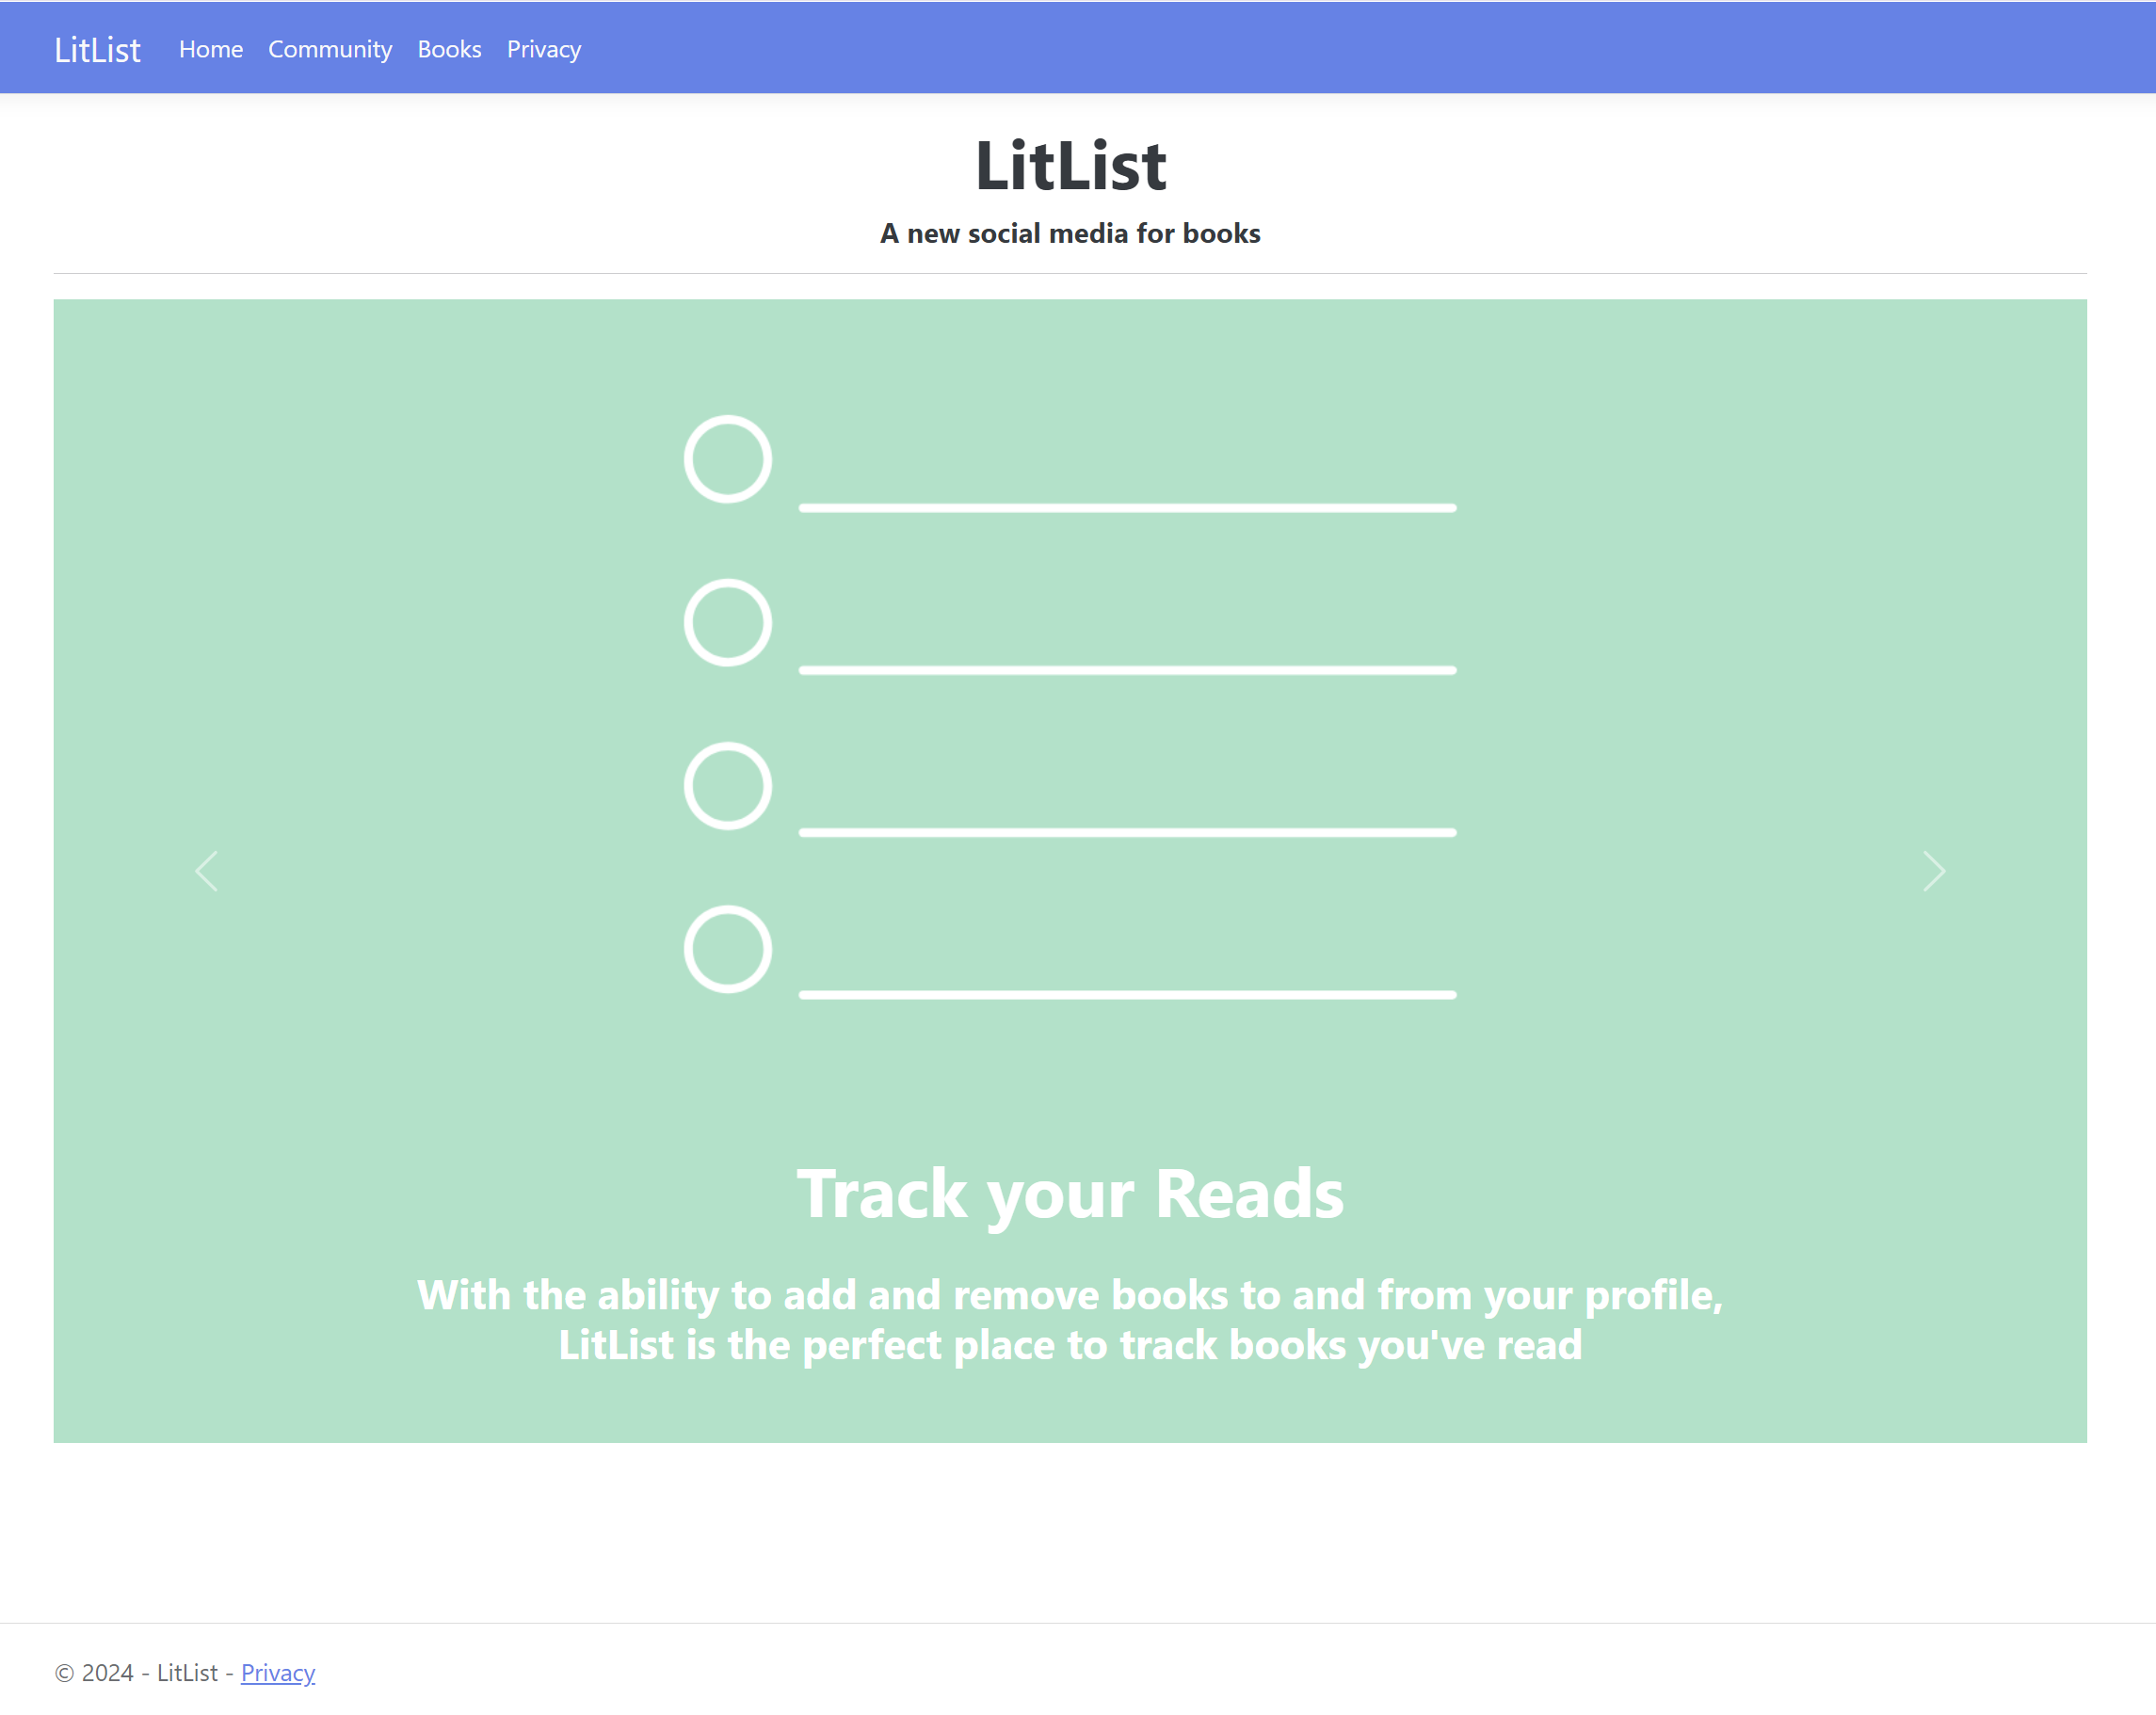 LitList Home Community Books Privacy
LitList
A new social media for books
Track your Reads
With the ability to add and remove books to and from your profile,
LitList is the perfect place to track books you've read
© 2024 - LitList - Privacy